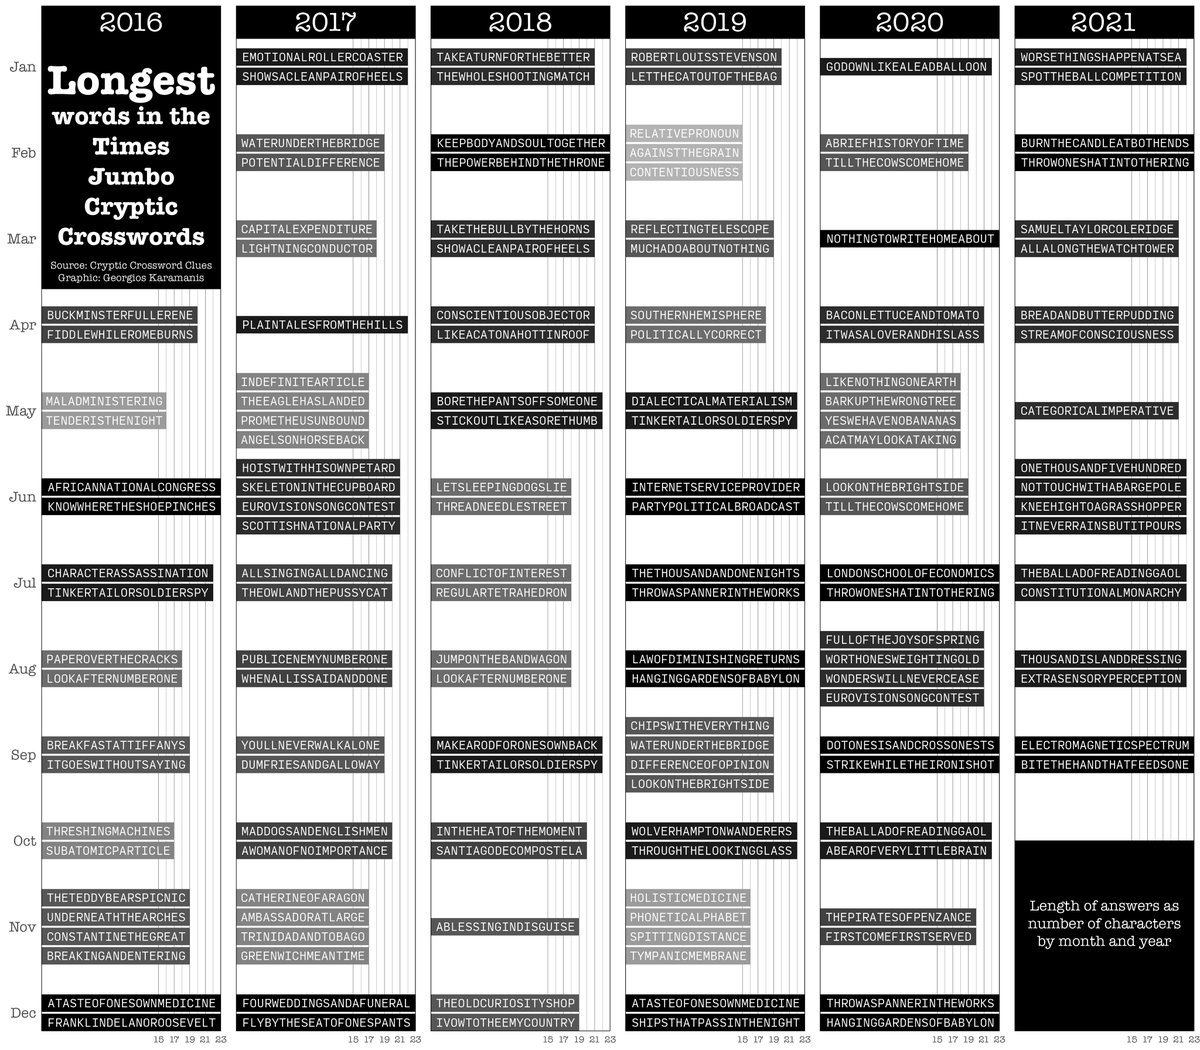 2016
2017
2018
2019
2020
2021
Longest
words in the
Times
Jumbo
Cryptic
Crosswords
Source: Cryptic Crossword Clues
Graphic: Georgios Karamanis
Jan
EMOTIONALROLLERCOASTER
SHOWSACLEANPAIROFHEELS
TAKEATURNFORTHEBETTER
THEWHOLESHOOTINGMATCH
ROBERTLOUISSTEVENSON
LETTHECATOUTOFTHEBAG
GODOWNLIKEALEADBALLOON
WORSETHINGSHAPPENATSEA
SPOTTHEBALLCOMPETITION
Feb
WATERUNDERTHEBRIDGE
POTENTIALDIFFERENCE
KEEPBODYANDSOULTOGETHER
THEPOWERBEHINDTHETHRONE
RELATIVEPRONOUN
AGAINSTTHEGRAIN
CONTENTIOUSNESS
ABRIEFHISTORYOFTIME
TILLTHECOWSCOMEHOME
BURNTHECANDLEATBOTHENDS
THROWONESHATINTOTHERING
Mar
CAPITALEXPENDITURE
LIGHTNINGCONDUCTOR
TAKETHEBULLBYTHEHORNS
SHOWACLEANPAIROFHEELS
REFLECTINGTELESCOPE
MUCHADOABOUTNOTHING
NOTHINGTOWRITEHOMEABOUT
SAMUELTAYLORCOLERIDGE
ALLALONGTHEWATCHTOWER
Apr
BUCKMINSTERFULLERENE
FIDDLEWHILEROMEBURNS
PLAINTALESFROMTHEHILLS
CONSCIENTIOUSOBJECTOR
LIKEACATONAHOTTINROOF
SOUTHERNHEMISPHERE
POLITICALLYCORRECT
BACONLETTUCEANDTOMATO
ITWASALOVERANDHISLASS
BREADANDBUTTERPUDDING
STREAMOFCONSCIOUSNESS
May
MALADMINISTERING
TENDERISTHENIGHT
INDEFINITEARTICLE
THEEAGLEHASLANDED
PROMETHEUSUNBOUND
ANGELSONHORSEBACK
BORETHEPANTSOFFSOMEONE
STICKOUTLIKEASORETHUMB
DIALECTICALMATERIALISM
TINKERTAILORSOLDIERSPY
LIKENOTHINGONEARTH
BARKUPTHEWRONGTREE
YESWEHAVENOBANANAS
ACATMAYLOOKATAKING
CATEGORICALIMPERATIVE
Jun
AFRICANNATIONALCONGRESS
KNOWWHERETHESHOEPINCHES
HOISTWITHHISOWNPETARD
SKELETONINTHECUPBOARD
EUROVISIONSONGCONTEST
SCOTTISHNATIONALPARTY
LETSLEEPINGDOGSLIE
THREADNEEDLESTREET
INTERNETSERVICEPROVIDER
PARTYPOLITICALBROADCAST
LOOKONTHEBRIGHTSIDE
TILLTHECOWSCOMEHOME
ONETHOUSANDFIVEHUNDRED
NOTTOUCHWITHABARGEPOLE
KNEEHIGHTOAGRASSHOPPER
ITNEVERRAINSBUTITPOURS
Jul
CHARACTERASSASSINATION
TINKERTAILORSOLDIERSPY
ALLSINGINGALLDANCING
THEOWLANDTHEPUSSYCAT
CONFLICTOFINTEREST
REGULARTETRAHEDRON
THETHOUSANDANDONENIGHTS
THROWASPANNERINTHEWORKS
LONDONSCHOOLOFECONOMICS
THROWONESHATINTOTHERING
THEBALLADOFREADINGGAOL
CONSTITUTIONALMONARCHY
Aug
PAPEROVERTHECRACKS
LOOKAFTERNUMBERONE
PUBLICENEMYNUMBERONE
WHENALLISSAIDANDDONE
JUMPONTHEBANDWAGON
LOOKAFTERNUMBERONE
LAWOFDIMINISHINGRETURNS
HANGINGGARDENSOFBABYLON
FULLOFTHEJOYSOFSPRING
WORTHONESWEIGHTINGOLD
WONDERSWILLNEVERCEASE
EUROVISIONSONGCONTEST
THOUSANDISLANDDRESSING
EXTRASENSORYPERCEPTION
Sep
BREAKFASTATTIFFANYS
ITGOESWITHOUTSAYING
YOULLNEVERWALKALONE
DUMFRIESANDGALLOWAY
MAKEARODFORONESOWNBACK
TINKERTAILORSOLDIERSPY
CHIPSWITHEVERYTHING
WATERUNDERTHEBRIDGE
DIFFERENCEOFOPINION
LOOKONTHEBRIGHTSIDE
DOTONESISANDCROSSONESTS
STRIKEWHILETHEIRONISHOT
ELECTROMAGNETICSPECTRUM
BITETHEHANDTHATFEEDSONE
Oct
THRESHINGMACHINES
SUBATOMICPARTICLE
MADDOGSANDENGLISHMEN
AWOMANOFNOIMPORTANCE
INTHEHEATOFTHEMOMENT
SANTIAGODECOMPOSTELA
WOLVERHAMPTONWANDERERS
THROUGHTHELOOKINGGLASS
THEBALLADOFREADINGGAOL
ABEAROFVERYLITTLEBRAIN
Nov
THETEDDYBEARSPICNIC
UNDERNEATHTHEARCHES
CONSTANTINETHEGREAT
BREAKINGANDENTERING
CATHERINEOFARAGON
AMBASSADORATLARGE
TRINIDADANDTOBAGO
GREENWICHMEANTIME
ABLESSINGINDISGUISE
HOLISTICMEDICINE
PHONETICALPHABET
SPITTINGDISTANCE
TYMPANICMEMBRANE
THEPIRATESOFPENZANCE
FIRSTCOMEFIRSTSERVED
Length of answers as
number of characters
by month and year
Dec
ATASTEOFONESOWNMEDICINE
FRANKLINDELANOROOSEVELT
FOURWEDDINGSANDAFUNERAL
FLYBYTHESEATOFONESPANTS
THEOLDCURIOSITYSHOP
IVOWTOTHEEMYCOUNTRY
ATASTEOFONESOWNMEDICINE
SHIPSTHATPASSINTHENIGHT
THROWASPANNERINTHEWORKS
HANGINGGARDENSOFBABYLON
15 17 19 21 23
15 17 19 21 23
15 17 19 21 23
15 17 19 21 23
15 17 19 21 23
15 17 19 21 23